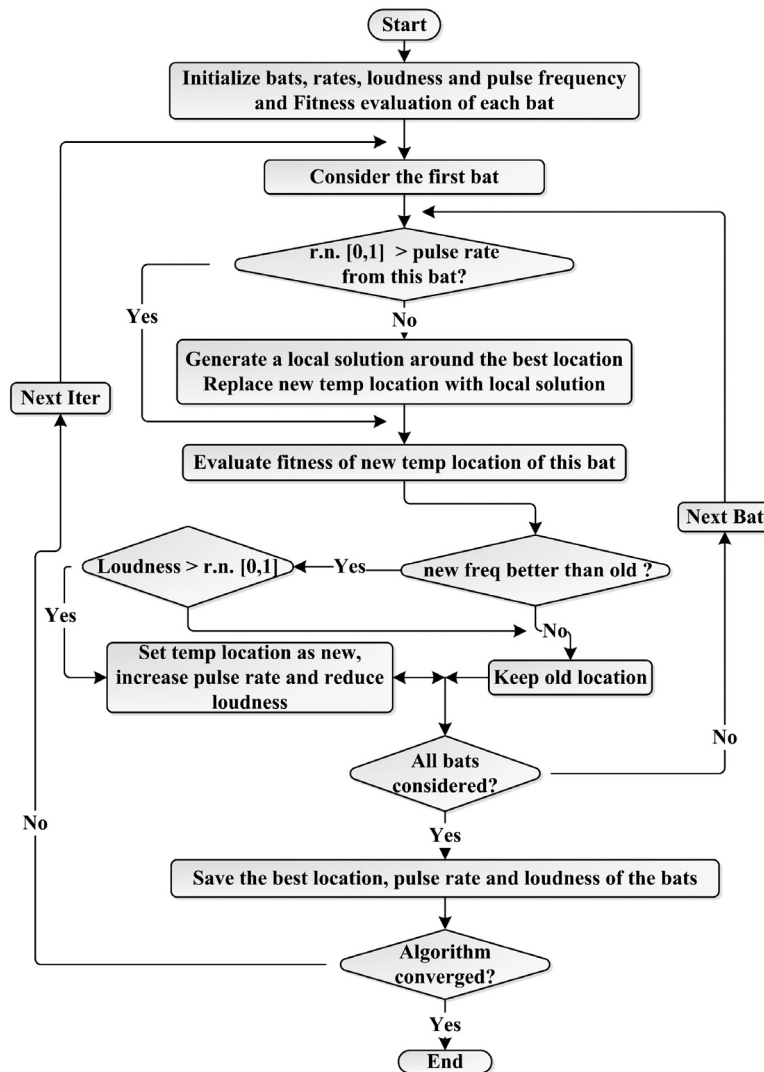 Start
Initialize bats, rates, loudness and pulse frequency
and Fitness evaluation of each bat
Consider the first bat
r.n. [0,1] > pulse rate
from this bat?
Yes
No
Generate a local solution around the best location
Replace new temp location with local solution
Next Iter
Evaluate fitness of new temp location of this bat
Next Bat
Loudness > r.n. [0,1]
Yes
new freq better than old ?
Yes
No
Set temp location as new,
increase pulse rate and reduce
loudness
Keep old location
No
All bats
considered?
No
Yes
Save the best location, pulse rate and loudness of the bats
Algorithm
converged?
Yes
End